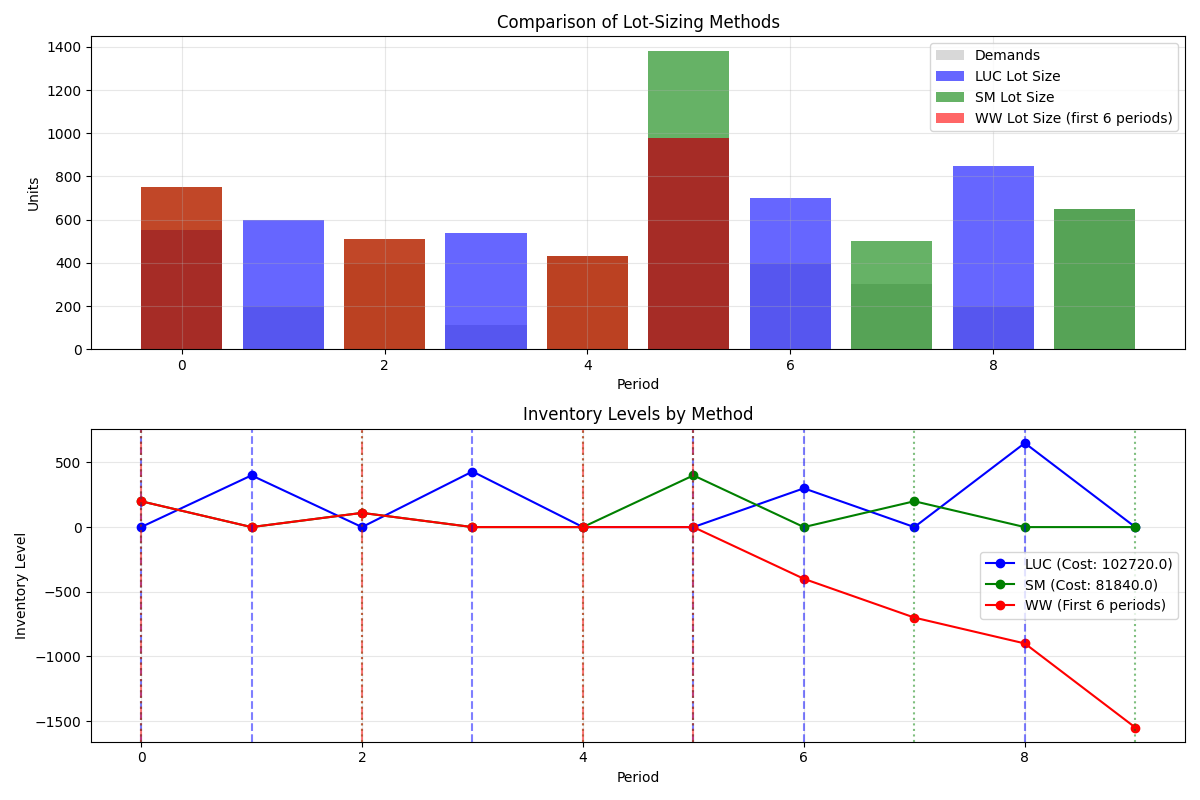 Comparison of Lot-Sizing Methods
1400
1200
1000
800
600
400
200
0
Units
Demands
LUC Lot Size
SM Lot Size
WW Lot Size (first 6 periods)
0 2 4 6 8
Period
Inventory Levels by Method
500
0
−500
−1000
−1500
Inventory Level
LUC (Cost: 102720.0)
SM (Cost: 81840.0)
WW (First 6 periods)
0 2 4 6 8
Period